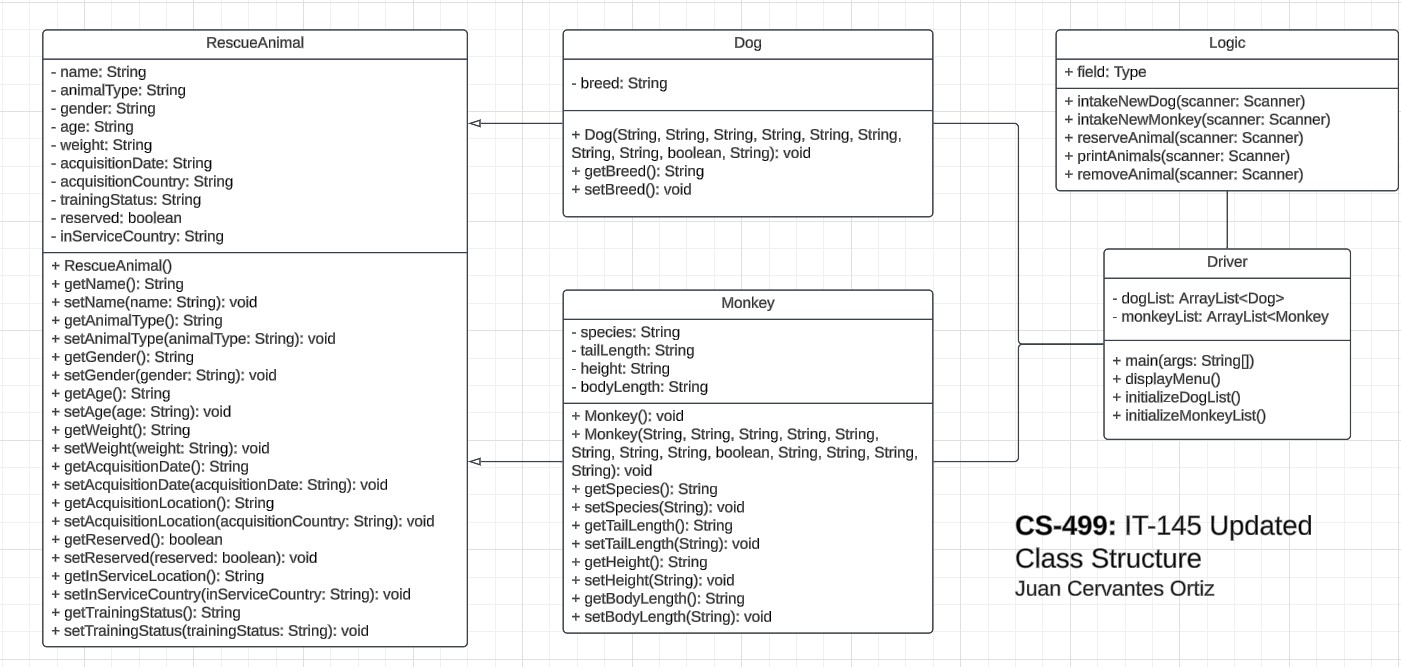 RescueAnimal
- name: String
- animalType: String
- gender: String
- age: String
- weight: String
- acquisitionDate: String
- acquisitionCountry: String
- trainingStatus: String
- reserved: boolean
- inServiceCountry: String
+ RescueAnimal()
+ getName(): String
+ setName(name: String): void
+ getAnimalType(): String
+ setAnimalType(animalType: String): void
+ getGender(): String
+ setGender(gender: String): void
+ getAge(): String
+ setAge(age: String): void
+ getWeight(): String
+ setWeight(weight: String): void
+ getAcquisitionDate(): String
+ setAcquisitionDate(acquisitionDate: String): void
+ getAcquisitionLocation(): String
+ setAcquisitionLocation(acquisitionCountry: String): void
+ getReserved(): boolean
+ setReserved(reserved: boolean): void
+ getInServiceLocation(): String
+ setInServiceCountry(inServiceCountry: String): void
+ getTrainingStatus(): String
+ setTrainingStatus(trainingStatus: String): void
Dog
- breed: String
+ Dog(String, String, String, String, String, String,
String, String, boolean, String): void
+ getBreed(): String
+ setBreed(): void
Monkey
- species: String
- tailLength: String
- height: String
- bodyLength: String
+ Monkey(): void
+ Monkey(String, String, String, String, String,
String, String, String, boolean, String, String, String,
String): void
+ getSpecies(): String
+ setSpecies(String): void
+ getTailLength(): String
+ setTailLength(String): void
+ getHeight(): String
+ setHeight(String): void
+ getBodyLength(): String
+ setBodyLength(String): void
Logic
+ field: Type
+ intakeNewDog(scanner: Scanner)
+ intakeNewMonkey(scanner: Scanner)
+ reserveAnimal(scanner: Scanner)
+ printAnimals(scanner: Scanner)
+ removeAnimal(scanner: Scanner)
Driver
- dogList: ArrayList<Dog>
- monkeyList: ArrayList<Monkey
+ main(args: String[])
+ displayMenu()
+ initializeDogList()
+ initializeMonkeyList()
CS-499: IT-145 Updated
Class Structure
Juan Cervantes Ortiz